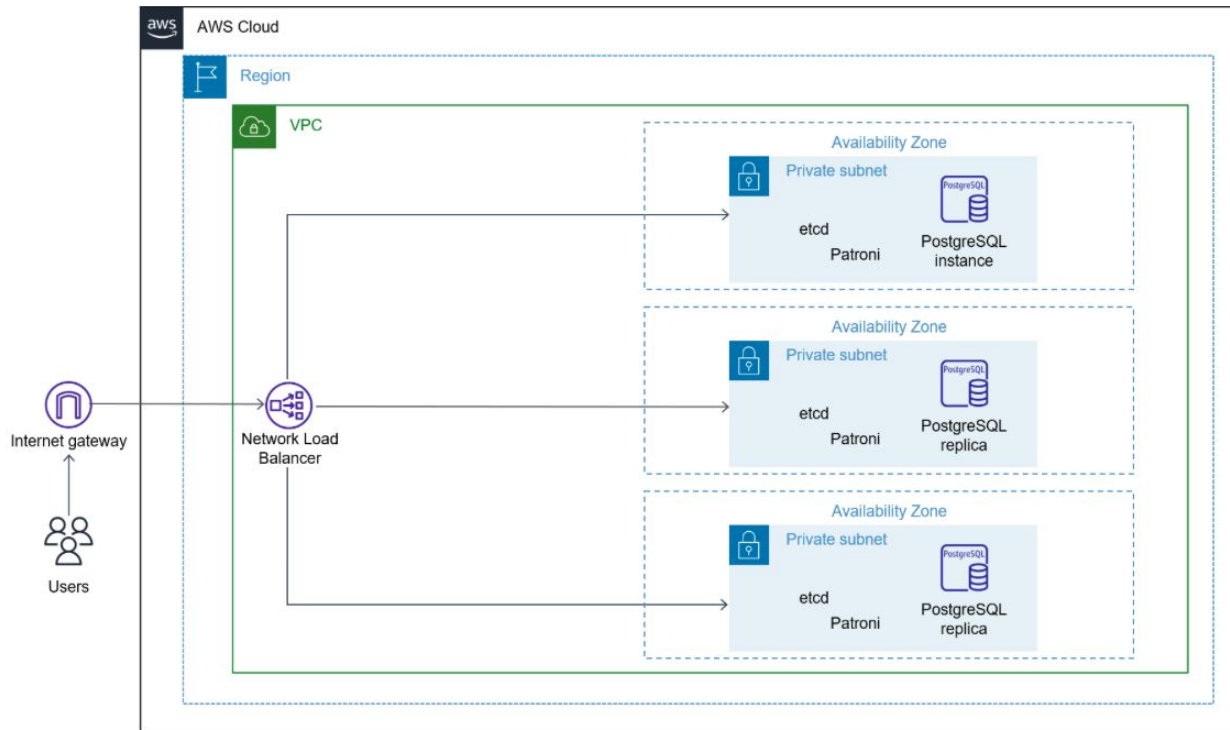 aws
AWS Cloud
Region
VPC
Availability Zone
Private subnet
PostgreSQL
etcd
Patroni
PostgreSQL
instance
Availability Zone
Private subnet
PostgreSQL
etcd
Patroni
PostgreSQL
replica
Internet gateway
Network Load
Balancer
Availability Zone
Private subnet
PostgreSQL
etcd
Patroni
PostgreSQL
replica
Users